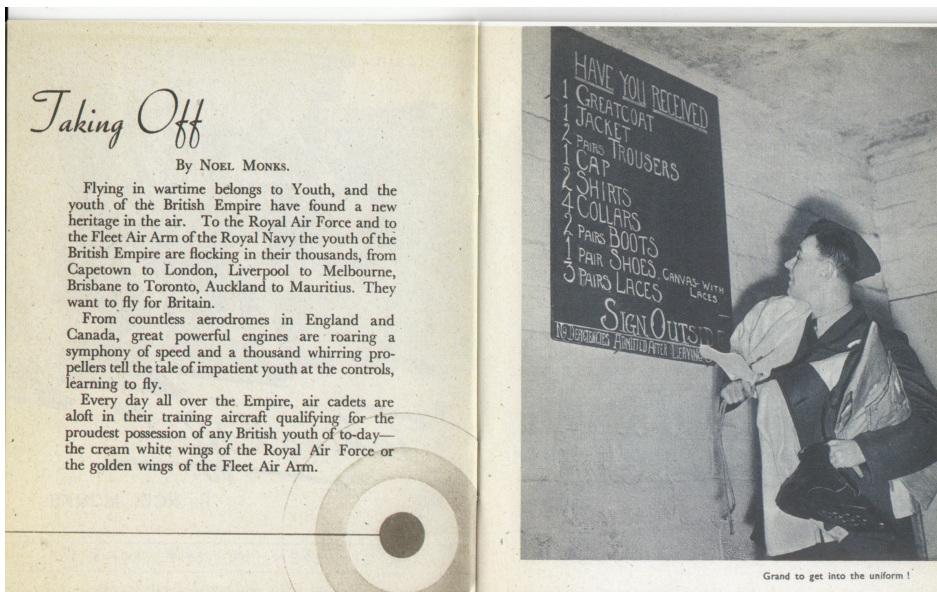 Taking Off
By NOEL MONKS.
Flying in wartime belongs to Youth, and the
youth of the British Empire have found a new
heritage in the air. To the Royal Air Force and to
the Fleet Air Arm of the Royal Navy the youth of the
British Empire are flocking in their thousands, from
Capetown to London, Liverpool to Melbourne,
Brisbane to Toronto, Auckland to Mauritius. They
want to fly for Britain.
From countless aerodromes in England and
Canada, great powerful engines are roaring a
symphony of speed and a thousand whirring pro-
pellers tell the tale of impatient youth at the controls,
learning to fly.
Every day all over the Empire, air cadets are
aloft in their training aircraft qualifying for the
proudest possession of any British youth of to-day—
the cream white wings of the Royal Air Force or
the golden wings of the Fleet Air Arm.
HAVE YOU RECEIVED
1 GREATCOAT
1 JACKET
2 PAIRS TROUSERS
1 CAP
2 SHIRTS
4 COLLARS
2 PAIRS BOOTS
1 PAIR SHOES, CANVAS-WITH LACES
3 PAIRS LACES
SIGN OUTSIDE
NO DEFICIENCIES ADMITTED AFTER LEAVING
Grand to get into the uniform !